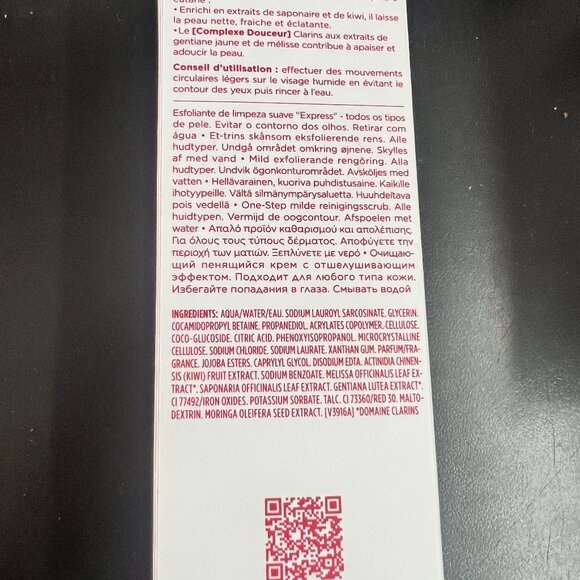 • Enrichi en extraits de saponaire et de kiwi, il laisse
la peau nette, fraiche et éclatante.
•Le [Complexe Douceur] Clarins aux extraits de
gentiane jaune et de mélisse contribue à apaiser et
adoucir la peau.
Conseil d'utilisation : effectuer des mouvements
circulaires légers sur le visage humide en évitant le
contour des yeux puis rincer à l'eau.
Esfoliante de limpeza suave "Express" - todos os tipos
de pele. Evitar o contorno dos olhos. Retirar com
água • Et-trins skånsom eksfolierende rens. Alle
hudtyper. Undgå området omkring øjnene. Skylles
af med vand • Mild exfolierande rengöring. Alla
hudtyper. Undvik ögonkonturområdet. Avsköljes med
vatten • Hellävarainen, kuoriva puhdistusaine. Kaikille
ihotyypeille. Vältä silmänympärysaluetta. Huuhdeltava
pois vedellä • One-Step milde reinigingsscrub. Alle
huidtypen. Vermijd de oogcontour. Afspoelen met
water • Απαλό προϊόν καθαρισμού και απολέπισης.
Για όλους τους τύπους δέρματος. Αποφύγετε την
περιοχή των ματιών. Ξεπλύνετε με νερό • Очищаю-
щий пенящийся крем с отшелушивающим
эффектом. Подходит для любого типа кожи.
Избегайте попадания в глаза. Смывать водой
INGREDIENTS: AQUA/WATER/EAU. SODIUM LAUROYL SARCOSINATE. GLYCERIN.
COCAMIDOPROPYL BETAINE. PROPANEDIOL. ACRYLATES COPOLYMER. CELLULOSE.
COCO-GLUCOSIDE. CITRIC ACID. PHENOXYISOPROPANOL. MICROCRYSTALLINE
CELLULOSE. SODIUM CHLORIDE. SODIUM LAURATE. XANTHAN GUM. PARFUM/FRA-
GRANCE. JOJOBA ESTERS. CAPRYLYL GLYCOL. DISODIUM EDTA. ACTINIDIA CHINEN-
SIS (KIWI) FRUIT EXTRACT. SODIUM BENZOATE. MELISSA OFFICINALIS LEAF EX-
TRACT*. SAPONARIA OFFICINALIS LEAF EXTRACT. GENTIANA LUTEA EXTRACT*.
CI 77492/IRON OXIDES. POTASSIUM SORBATE. TALC. CI 73360/RED 30. MALTO-
DEXTRIN. MORINGA OLEIFERA SEED EXTRACT. [V3916A] *DOMAINE CLARINS